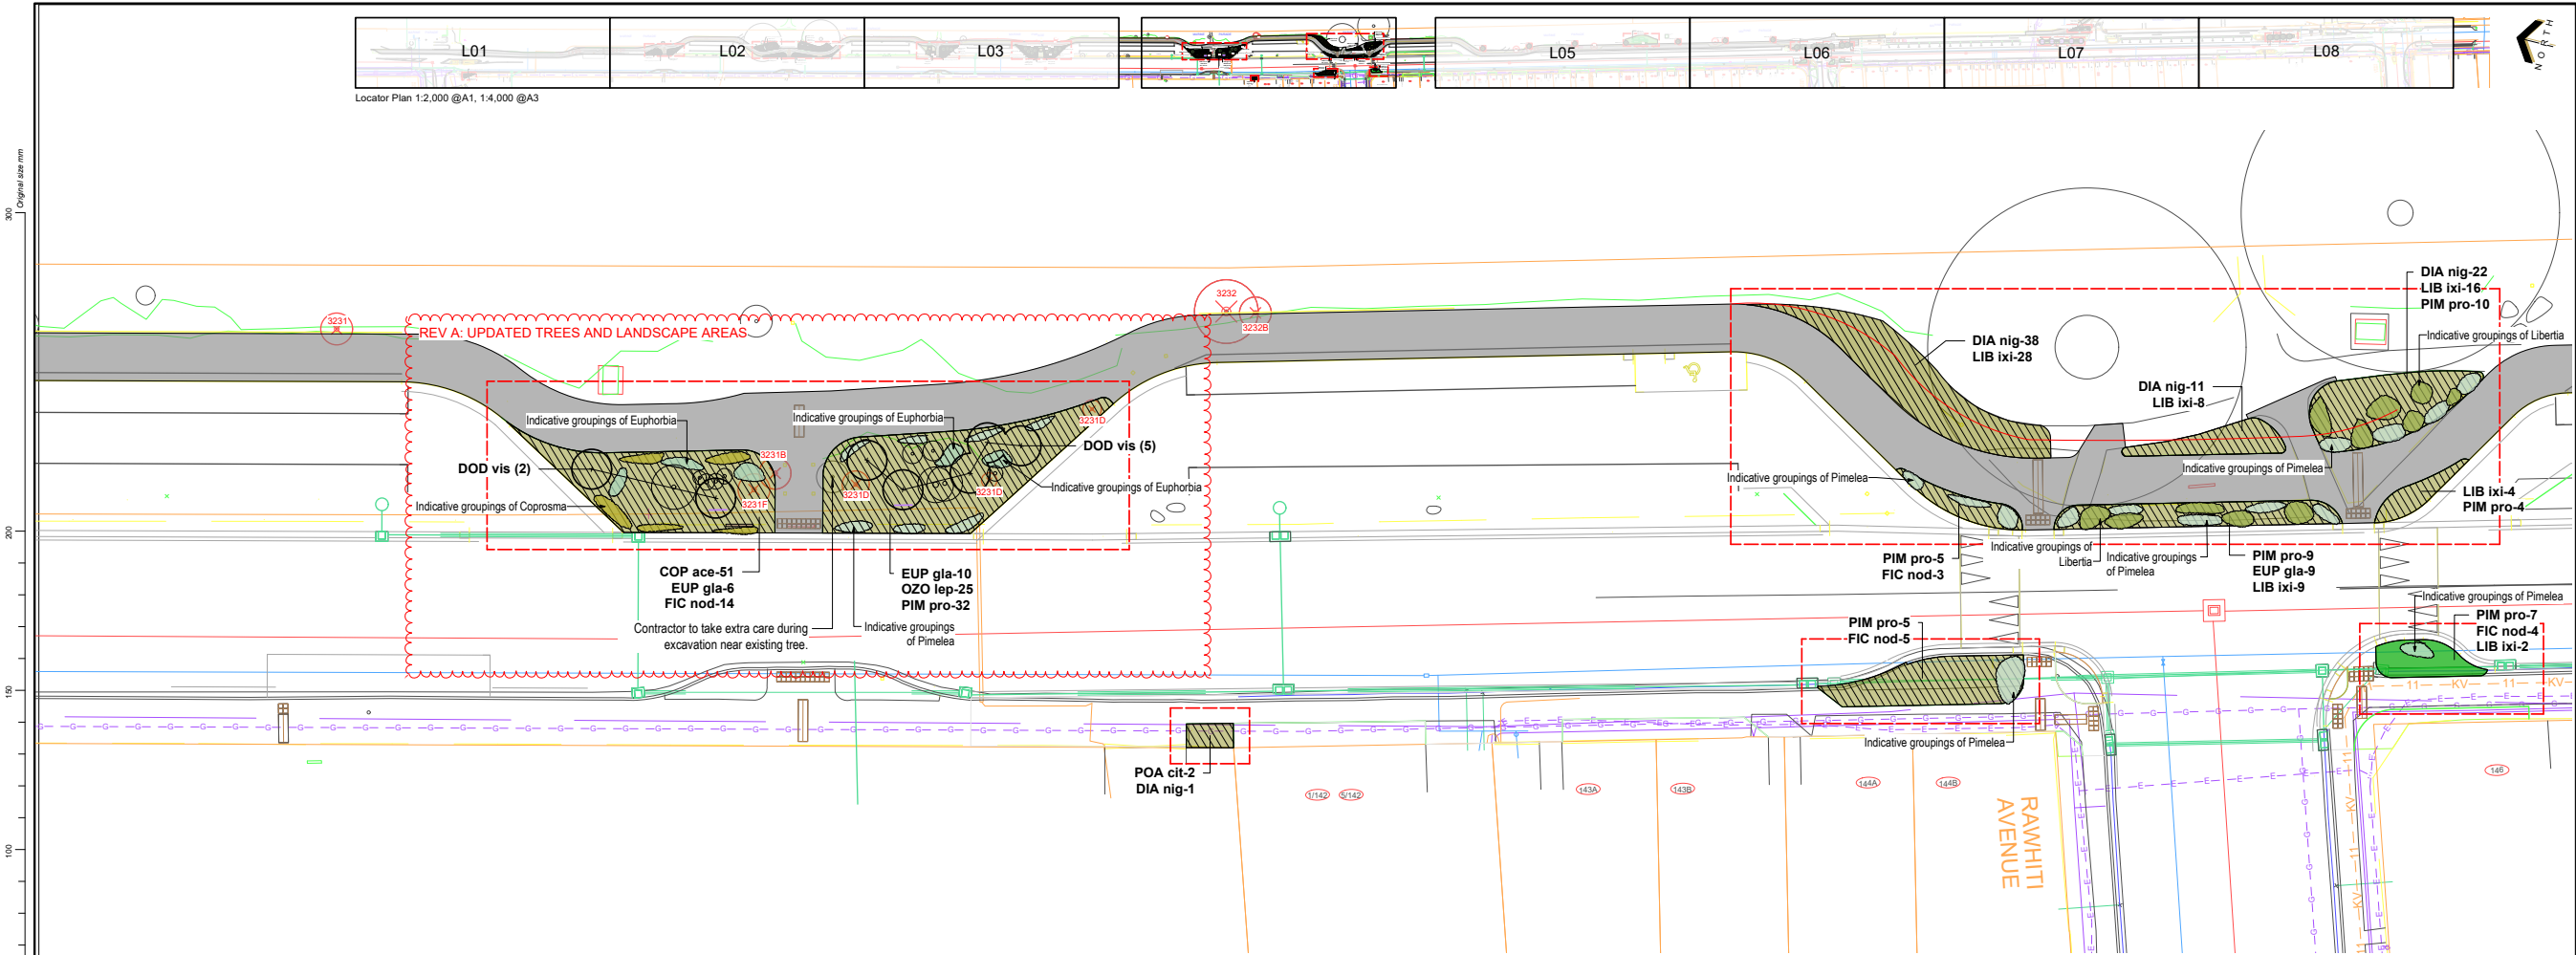 L01
L02
L03
L05
L06
L07
L08
NORTH
Locator Plan 1:2,000 @A1, 1:4,000 @A3
Original size mm
300
200
150
100
3231
REV A: UPDATED TREES AND LANDSCAPE AREAS
3232
3232B
Indicative groupings of Euphorbia
Indicative groupings of Euphorbia
3231D
DOD vis (5)
DOD vis (2)
3231B
3231F
3231D
3231D
Indicative groupings of Euphorbia
Indicative groupings of Coprosma
COP ace-51
EUP gla-6
FIC nod-14
EUP gla-10
OZO lep-25
PIM pro-32
Contractor to take extra care during
excavation near existing tree.
Indicative groupings
of Pimelea
DIA nig-22
LIB ixi-16
PIM pro-10
Indicative groupings of Libertia
DIA nig-38
LIB ixi-28
DIA nig-11
LIB ixi-8
Indicative groupings of Pimelea
Indicative groupings of Pimelea
LIB ixi-4
PIM pro-4
PIM pro-5
FIC nod-3
Indicative groupings of
Libertia
Indicative groupings
of Pimelea
PIM pro-9
EUP gla-9
LIB ixi-9
Indicative groupings of Pimelea
PIM pro-7
FIC nod-4
LIB ixi-2
PIM pro-5
FIC nod-5
Indicative groupings of Pimelea
POA cit-2
DIA nig-1
1/142
5/142
143A
143B
144A
144B
146
RAWHITI
AVENUE